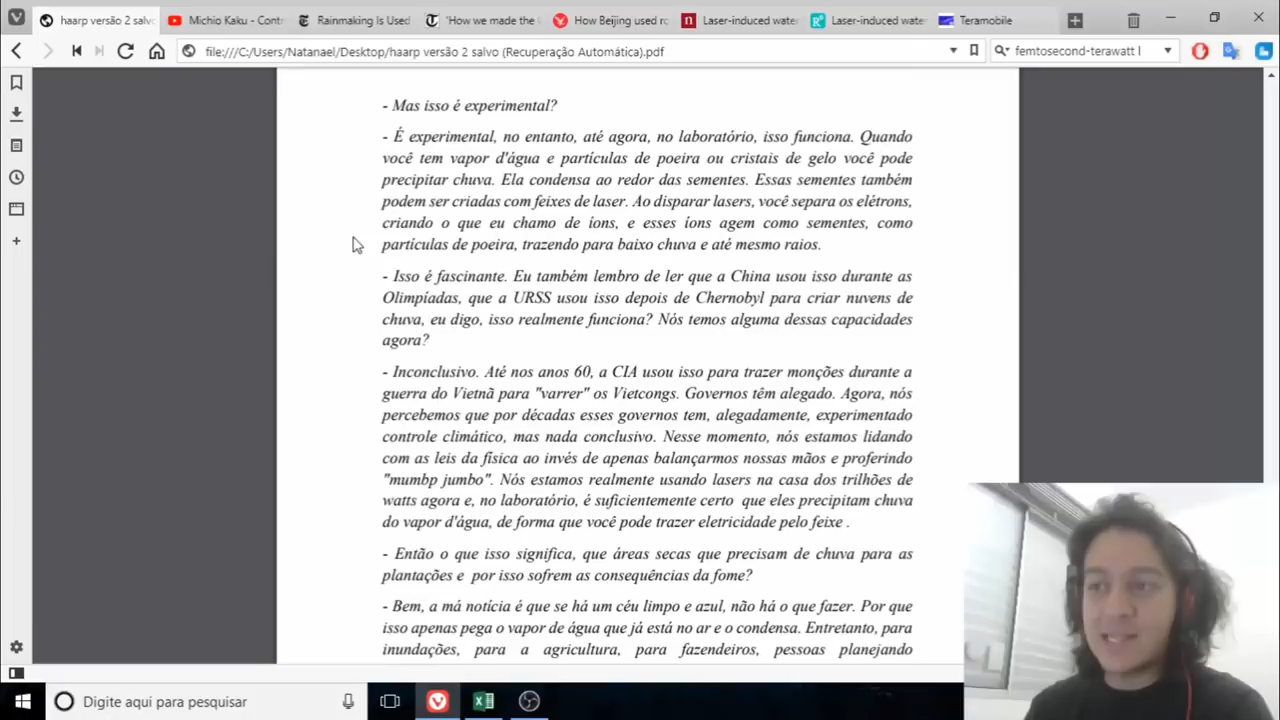 haarp versão 2 salvo
Michio Kaku - Contr
Rainmaking Is Used
"How we made the C
How Beijing used ro
Laser-induced water
Laser-induced water
Teramobile
file:///C:/Users/Natanael/Desktop/haarp versão 2 salvo (Recuperação Automática).pdf
femtosecond-terawatt l
- Mas isso é experimental?
- É experimental, no entanto, até agora, no laboratório, isso funciona. Quando
você tem vapor d'água e partículas de poeira ou cristais de gelo você pode
precipitar chuva. Ela condensa ao redor das sementes. Essas sementes também
podem ser criadas com feixes de laser. Ao disparar lasers, você separa os elétrons,
criando o que eu chamo de íons, e esses íons agem como sementes, como
partículas de poeira, trazendo para baixo chuva e até mesmo raios.
- Isso é fascinante. Eu também lembro de ler que a China usou isso durante as
Olimpíadas, que a URSS usou isso depois de Chernobyl para criar nuvens de
chuva, eu digo, isso realmente funciona? Nós temos alguma dessas capacidades
agora?
- Inconclusivo. Até nos anos 60, a CIA usou isso para trazer monções durante a
guerra do Vietnã para "varrer" os Vietcongs. Governos têm alegado. Agora, nós
percebemos que por décadas esses governos tem, alegadamente, experimentado
controle climático, mas nada conclusivo. Nesse momento, nós estamos lidando
com as leis da física ao invés de apenas balançarmos nossas mãos e proferindo
"mumbp jumbo". Nós estamos realmente usando lasers na casa dos trilhões de
watts agora e, no laboratório, é suficientemente certo que eles precipitam chuva
do vapor d'água, de forma que você pode trazer eletricidade pelo feixe .
- Então o que isso significa, que áreas secas que precisam de chuva para as
plantações e por isso sofrem as consequências da fome?
- Bem, a má notícia é que se há um céu limpo e azul, não há o que fazer. Por que
isso apenas pega o vapor de água que já está no ar e o condensa. Entretanto, para
inundações, para a agricultura, para fazendeiros, pessoas planejando
Digite aqui para pesquisar